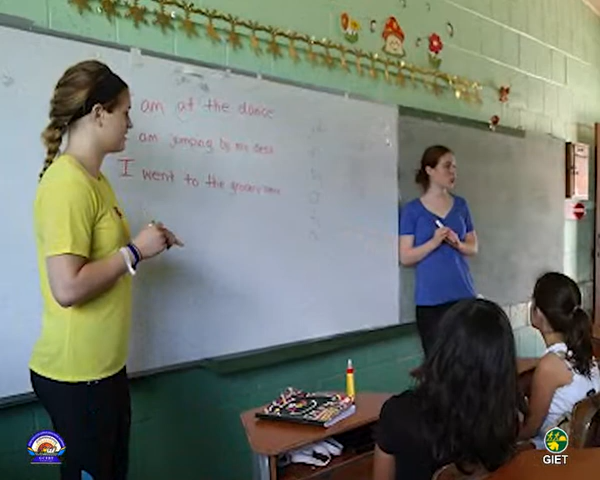 am at the dance
am jumping by my desk
I went to the grocery store
GIET